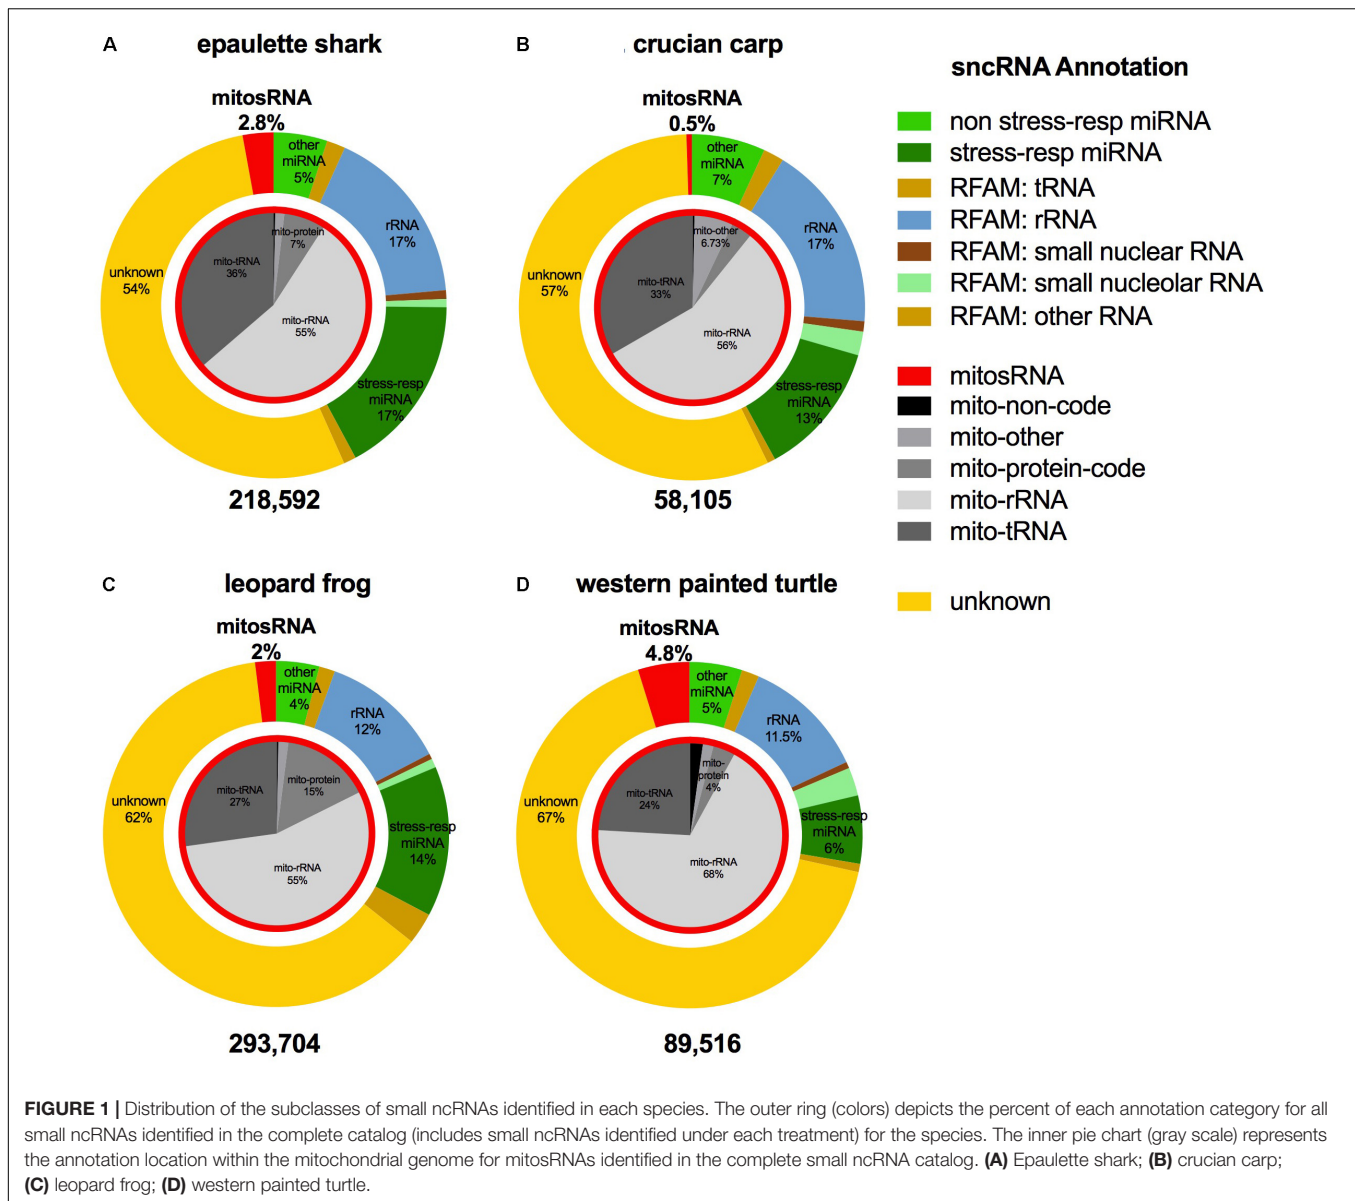 A
epaulette shark
mitosRNA
2.8%
other
miRNA
5%
rRNA
17%
stress-resp
miRNA
17%
unknown
54%
mito-protein
7%
mito-tRNA
36%
mito-rRNA
55%
218,592
B
crucian carp
mitosRNA
0.5%
other
miRNA
7%
rRNA
17%
stress-resp
miRNA
13%
unknown
57%
mito-other
6.73%
mito-tRNA
33%
mito-rRNA
56%
58,105
sncRNA Annotation
non stress-resp miRNA
stress-resp miRNA
RFAM: tRNA
RFAM: rRNA
RFAM: small nuclear RNA
RFAM: small nucleolar RNA
RFAM: other RNA
mitosRNA
mito-non-code
mito-other
mito-protein-code
mito-rRNA
mito-tRNA
unknown
C
leopard frog
mitosRNA
2%
other
miRNA
4%
rRNA
12%
stress-resp
miRNA
14%
unknown
62%
mito-protein
15%
mito-tRNA
27%
mito-rRNA
55%
293,704
D
western painted turtle
mitosRNA
4.8%
other
miRNA
5%
rRNA
11.5%
stress-resp
miRNA
6%
unknown
67%
mito-
protein
4%
mito-tRNA
24%
mito-rRNA
68%
89,516
FIGURE 1 | Distribution of the subclasses of small ncRNAs identified in each species. The outer ring (colors) depicts the percent of each annotation category for all
small ncRNAs identified in the complete catalog (includes small ncRNAs identified under each treatment) for the species. The inner pie chart (gray scale) represents
the annotation location within the mitochondrial genome for mitosRNAs identified in the complete small ncRNA catalog. (A) Epaulette shark; (B) crucian carp;
(C) leopard frog; (D) western painted turtle.